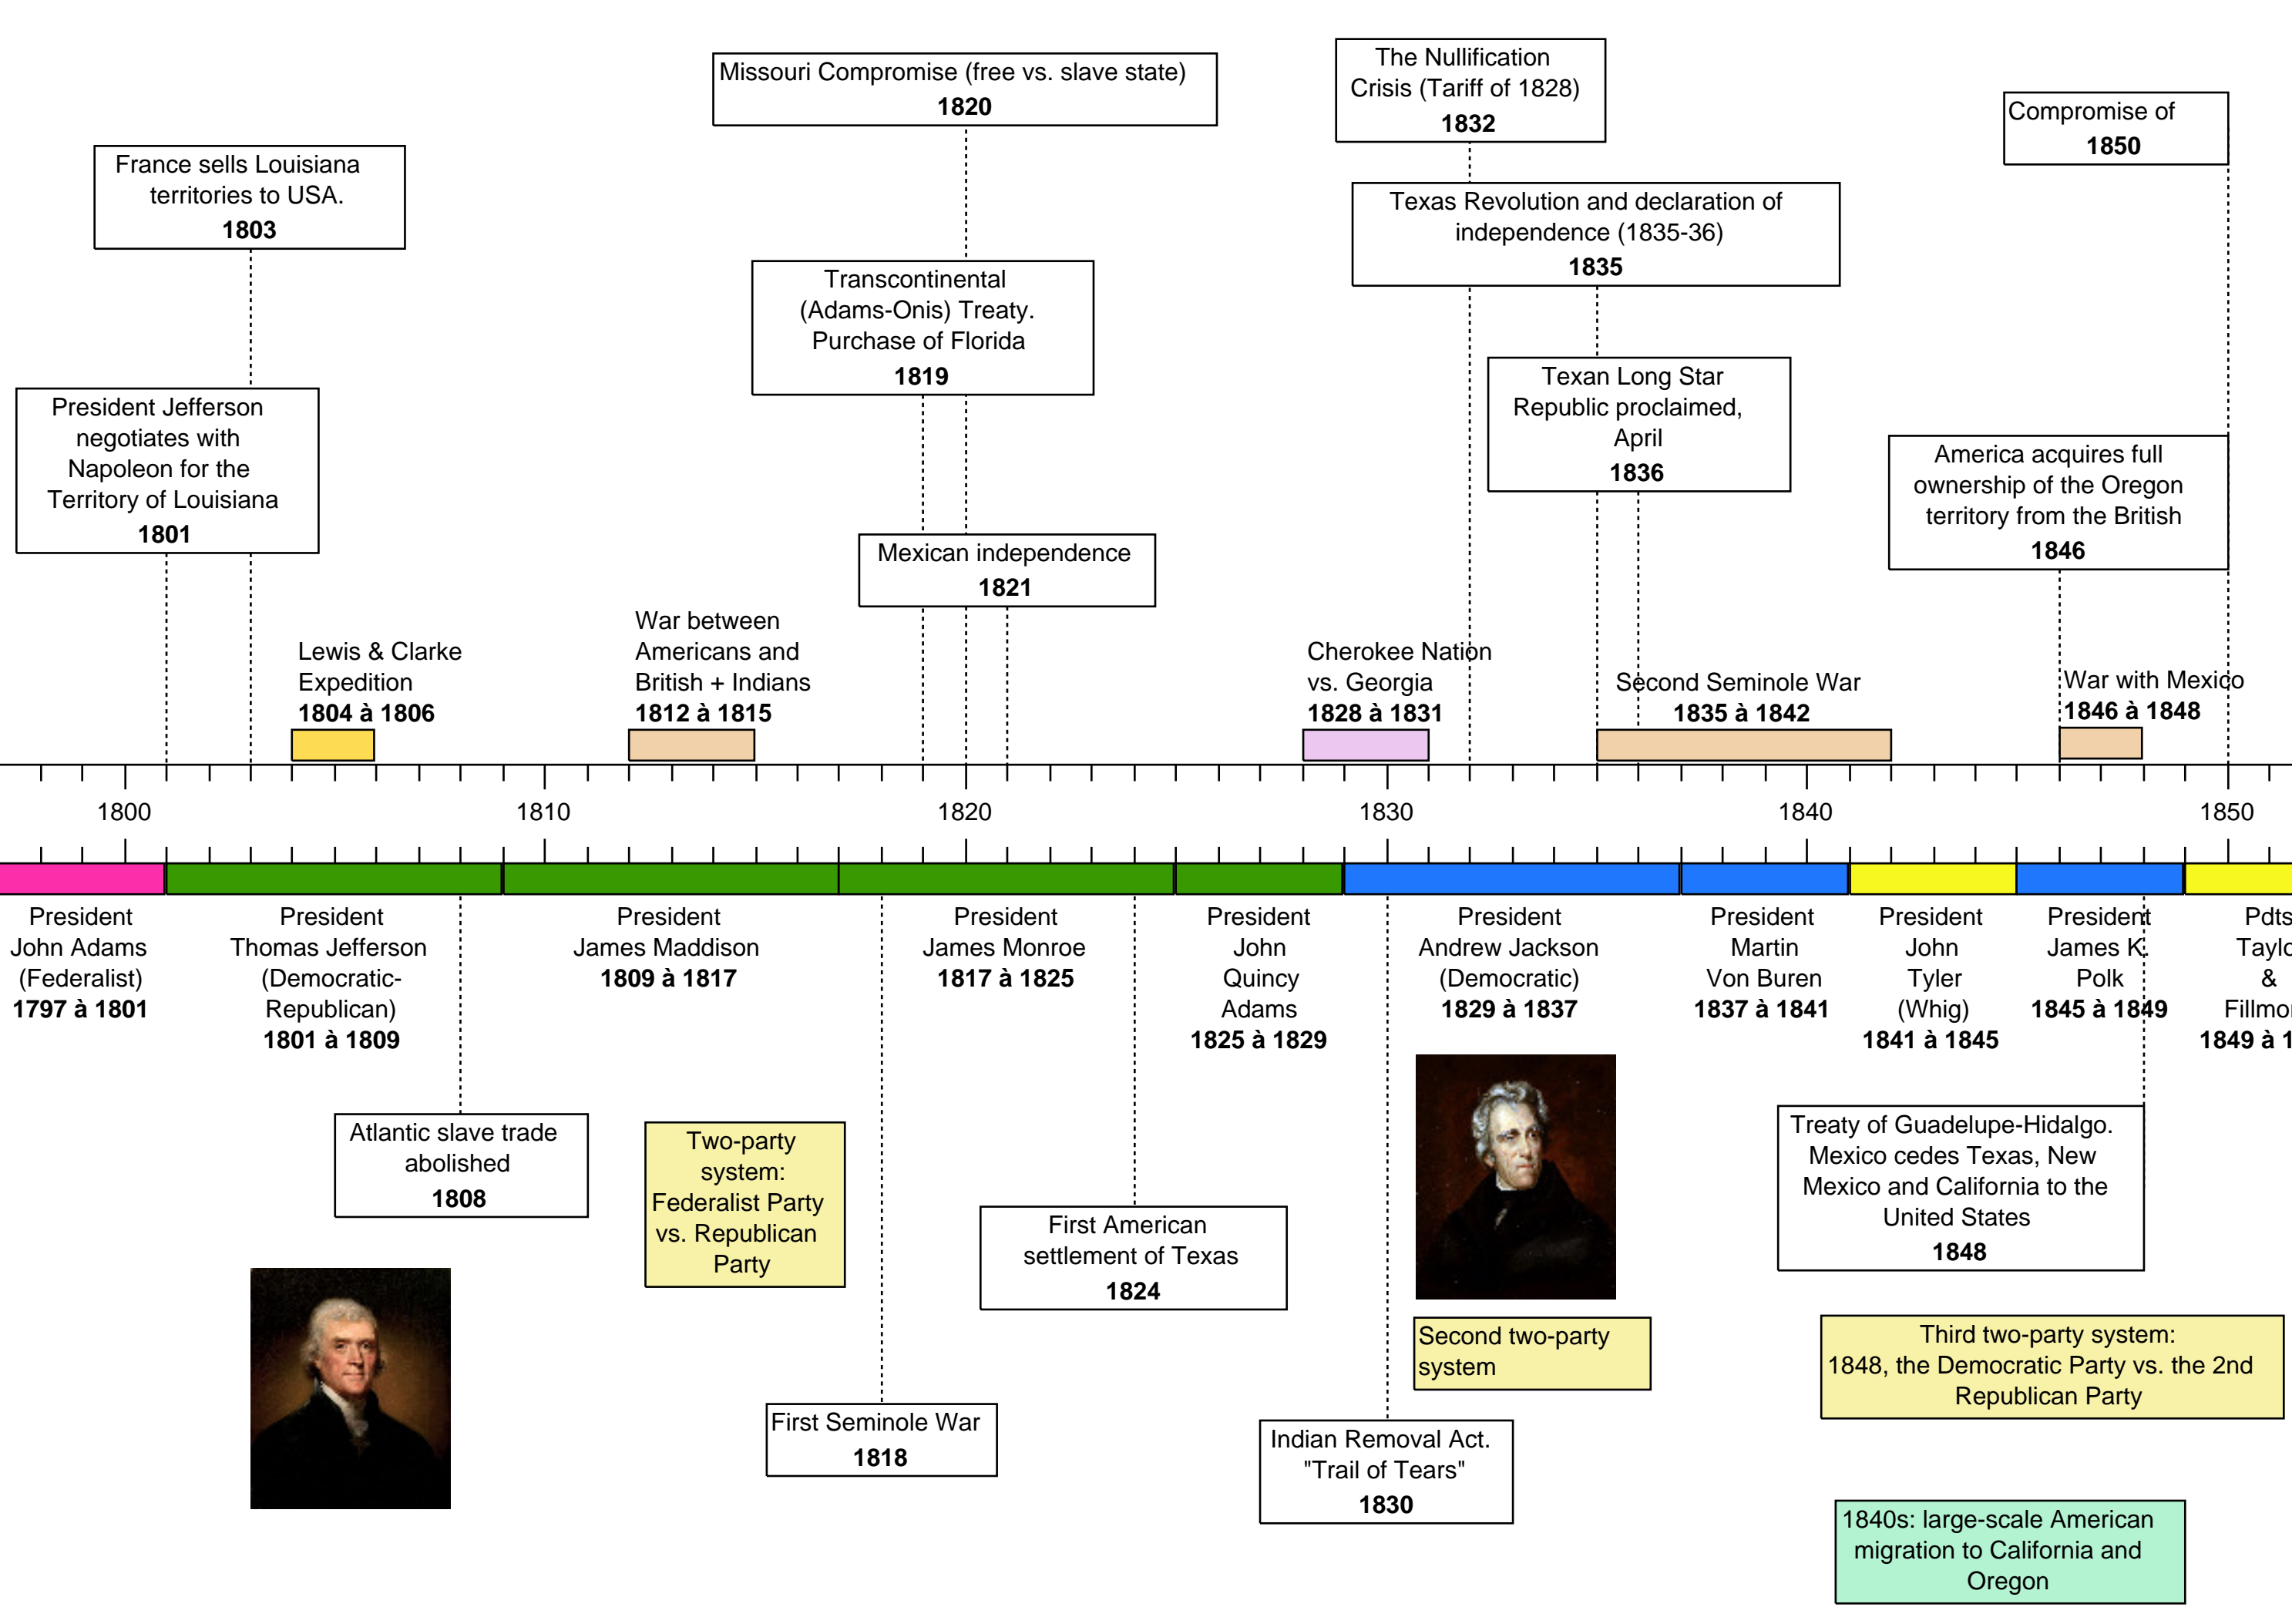 Missouri Compromise (free vs. slave state)
1820
The Nullification
Crisis (Tariff of 1828)
1832
Compromise of
1850
France sells Louisiana
territories to USA.
1803
Texas Revolution and declaration of
independence (1835-36)
1835
Transcontinental
(Adams-Onis) Treaty.
Purchase of Florida
1819
Texan Long Star
Republic proclaimed,
April
1836
President Jefferson
negotiates with
Napoleon for the
Territory of Louisiana
1801
America acquires full
ownership of the Oregon
territory from the British
1846
Mexican independence
1821
Lewis & Clarke
Expedition
1804 à 1806
War between
Americans and
British + Indians
1812 à 1815
Cherokee Nation
vs. Georgia
1828 à 1831
Second Seminole War
1835 à 1842
War with Mexico
1846 à 1848
1800
1810
1820
1830
1840
1850
President
John Adams
(Federalist)
1797 à 1801
President
Thomas Jefferson
(Democratic-
Republican)
1801 à 1809
President
James Maddison
1809 à 1817
President
James Monroe
1817 à 1825
President
John
Quincy
Adams
1825 à 1829
President
Andrew Jackson
(Democratic)
1829 à 1837
President
Martin
Von Buren
1837 à 1841
President
John
Tyler
(Whig)
1841 à 1845
President
James K.
Polk
1845 à 1849
Pdts
Taylo
&
Fillmo
1849 à 1
Atlantic slave trade
abolished
1808
Two-party
system:
Federalist Party
vs. Republican
Party
First American
settlement of Texas
1824
Treaty of Guadelupe-Hidalgo.
Mexico cedes Texas, New
Mexico and California to the
United States
1848
Second two-party
system
Third two-party system:
1848, the Democratic Party vs. the 2nd
Republican Party
First Seminole War
1818
Indian Removal Act.
"Trail of Tears"
1830
1840s: large-scale American
migration to California and
Oregon